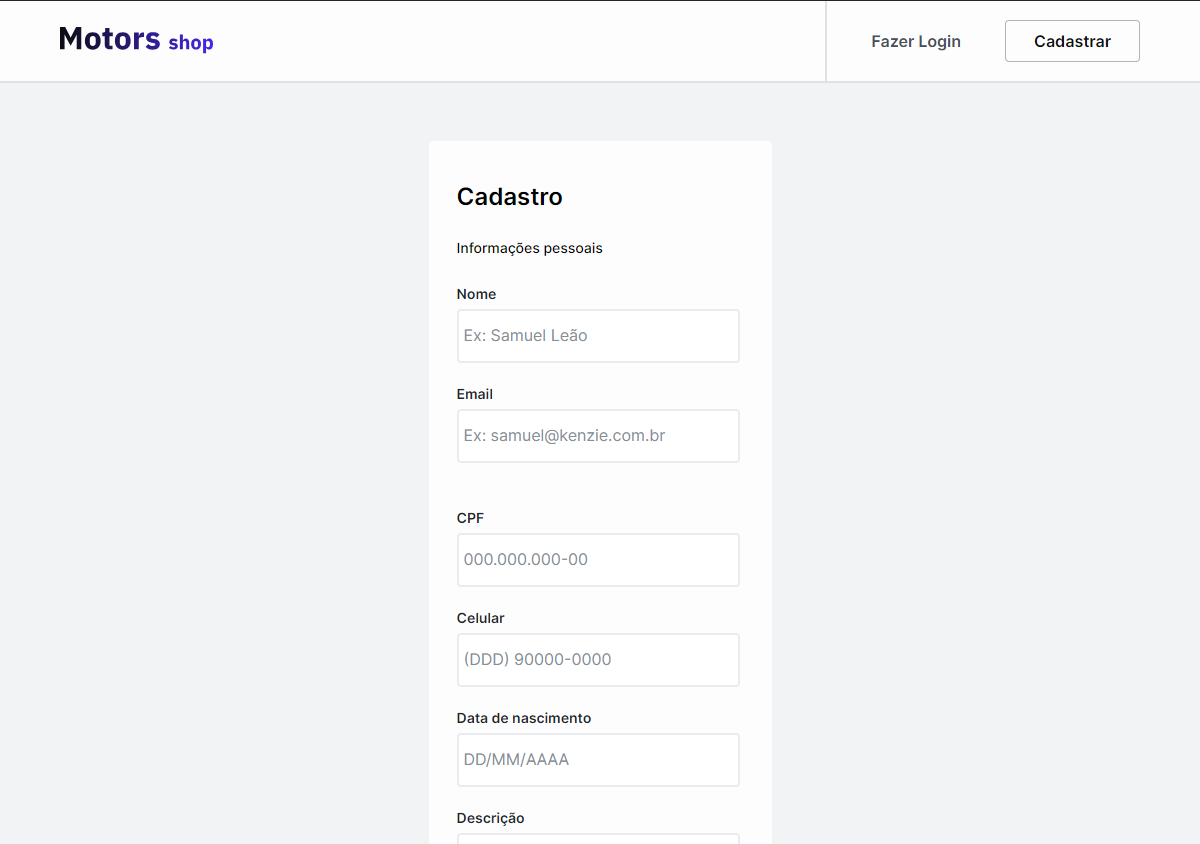 Motors shop
Fazer Login
Cadastrar
Cadastro
Informações pessoais
Nome
Ex: Samuel Leão
Email
Ex: samuel@kenzie.com.br
CPF
000.000.000-00
Celular
(DDD) 90000-0000
Data de nascimento
DD/MM/AAAA
Descrição